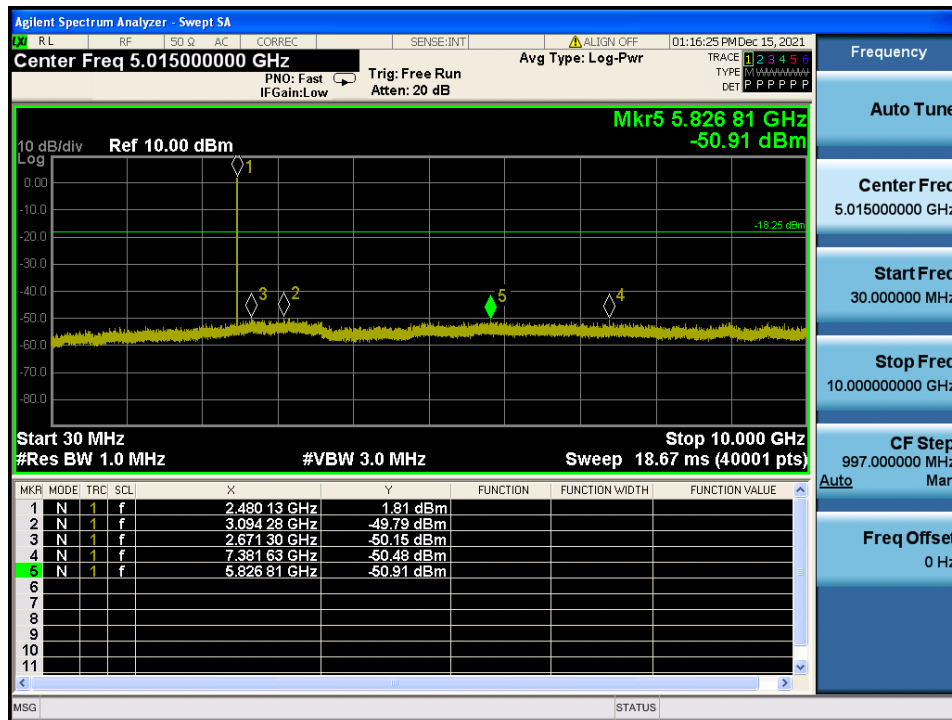 Agilent Spectrum Analyzer - Swept SA
LXI RL RF 50 Ω AC CORREC SENSE:INT ALIGN OFF 01:16:25 PM Dec 15, 2021
Center Freq 5.015000000 GHz
PNO: Fast
IFGain:Low
Trig: Free Run
Atten: 20 dB
Avg Type: Log-Pwr
TRACE 1 2 3 4 5 6
TYPE M WWWWW
DET P P P P P P
Mkr5 5.826 81 GHz
-50.91 dBm
10 dB/div
Log
Ref 10.00 dBm
0.00
-10.0
-20.0
-30.0
-40.0
-50.0
-60.0
-70.0
-80.0
-18.25 dBm
1
3
2
5
4
Start 30 MHz
Stop 10.000 GHz
#Res BW 1.0 MHz
#VBW 3.0 MHz
Sweep 18.67 ms (40001 pts)
MKR MODE TRC SCL X Y FUNCTION FUNCTION WIDTH FUNCTION VALUE
1 N 1 f 2.480 13 GHz 1.81 dBm
2 N 1 f 3.094 28 GHz -49.79 dBm
3 N 1 f 2.671 30 GHz -50.15 dBm
4 N 1 f 7.381 63 GHz -50.48 dBm
5 N 1 f 5.826 81 GHz -50.91 dBm
6
7
8
9
10
11
MSG
STATUS
Frequency
Auto Tune
Center Freq
5.015000000 GHz
Start Freq
30.000000 MHz
Stop Freq
10.000000000 GHz
CF Step
997.000000 MHz
Auto Man
Freq Offset
0 Hz